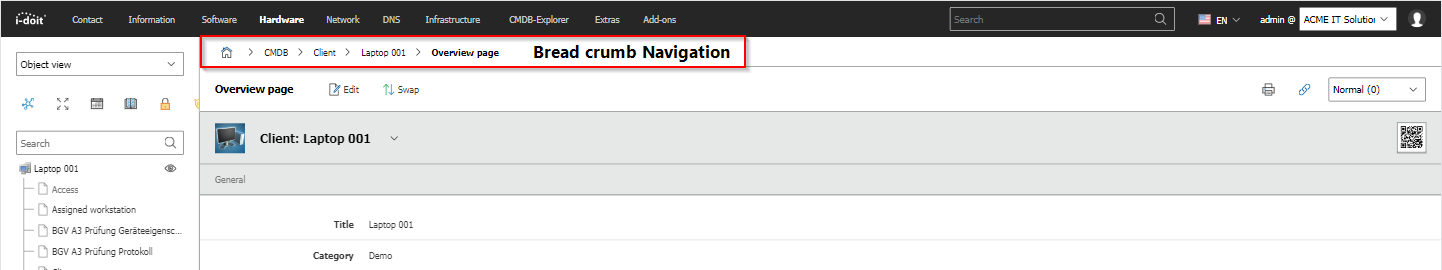 i-doit Contact Information Software Hardware Network DNS Infrastructure CMDB-Explorer Extras Add-ons Search EN admin @ ACME IT Solution
CMDB Client Laptop 001 Overview page Bread crumb Navigation
Object view
Overview page Edit Swap Normal (0)
Client: Laptop 001
Search
Laptop 001
General
Access
Assigned workstation
Title Laptop 001
BGV A3 Prüfung Geräteeigensc...
BGV A3 Prüfung Protokoll
Category Demo